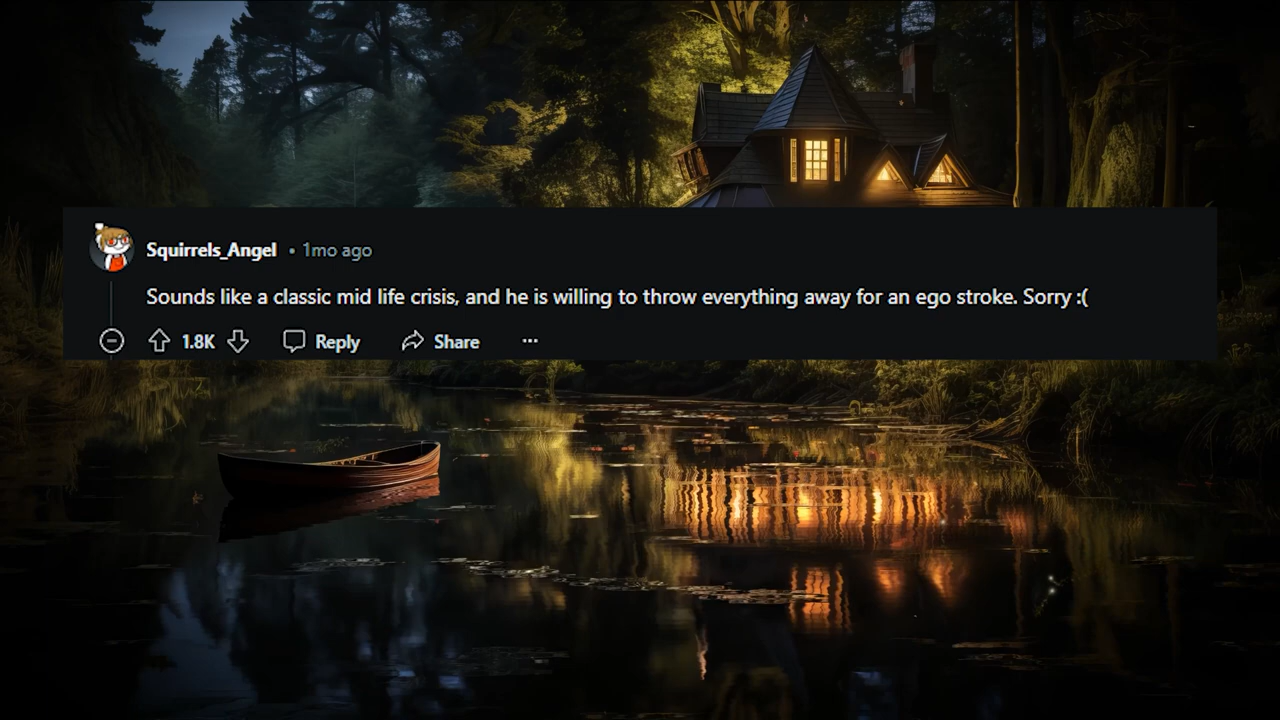 Squirrels_Angel • 1mo ago
Sounds like a classic mid life crisis, and he is willing to throw everything away for an ego stroke. Sorry :(
1.8K Reply Share ···